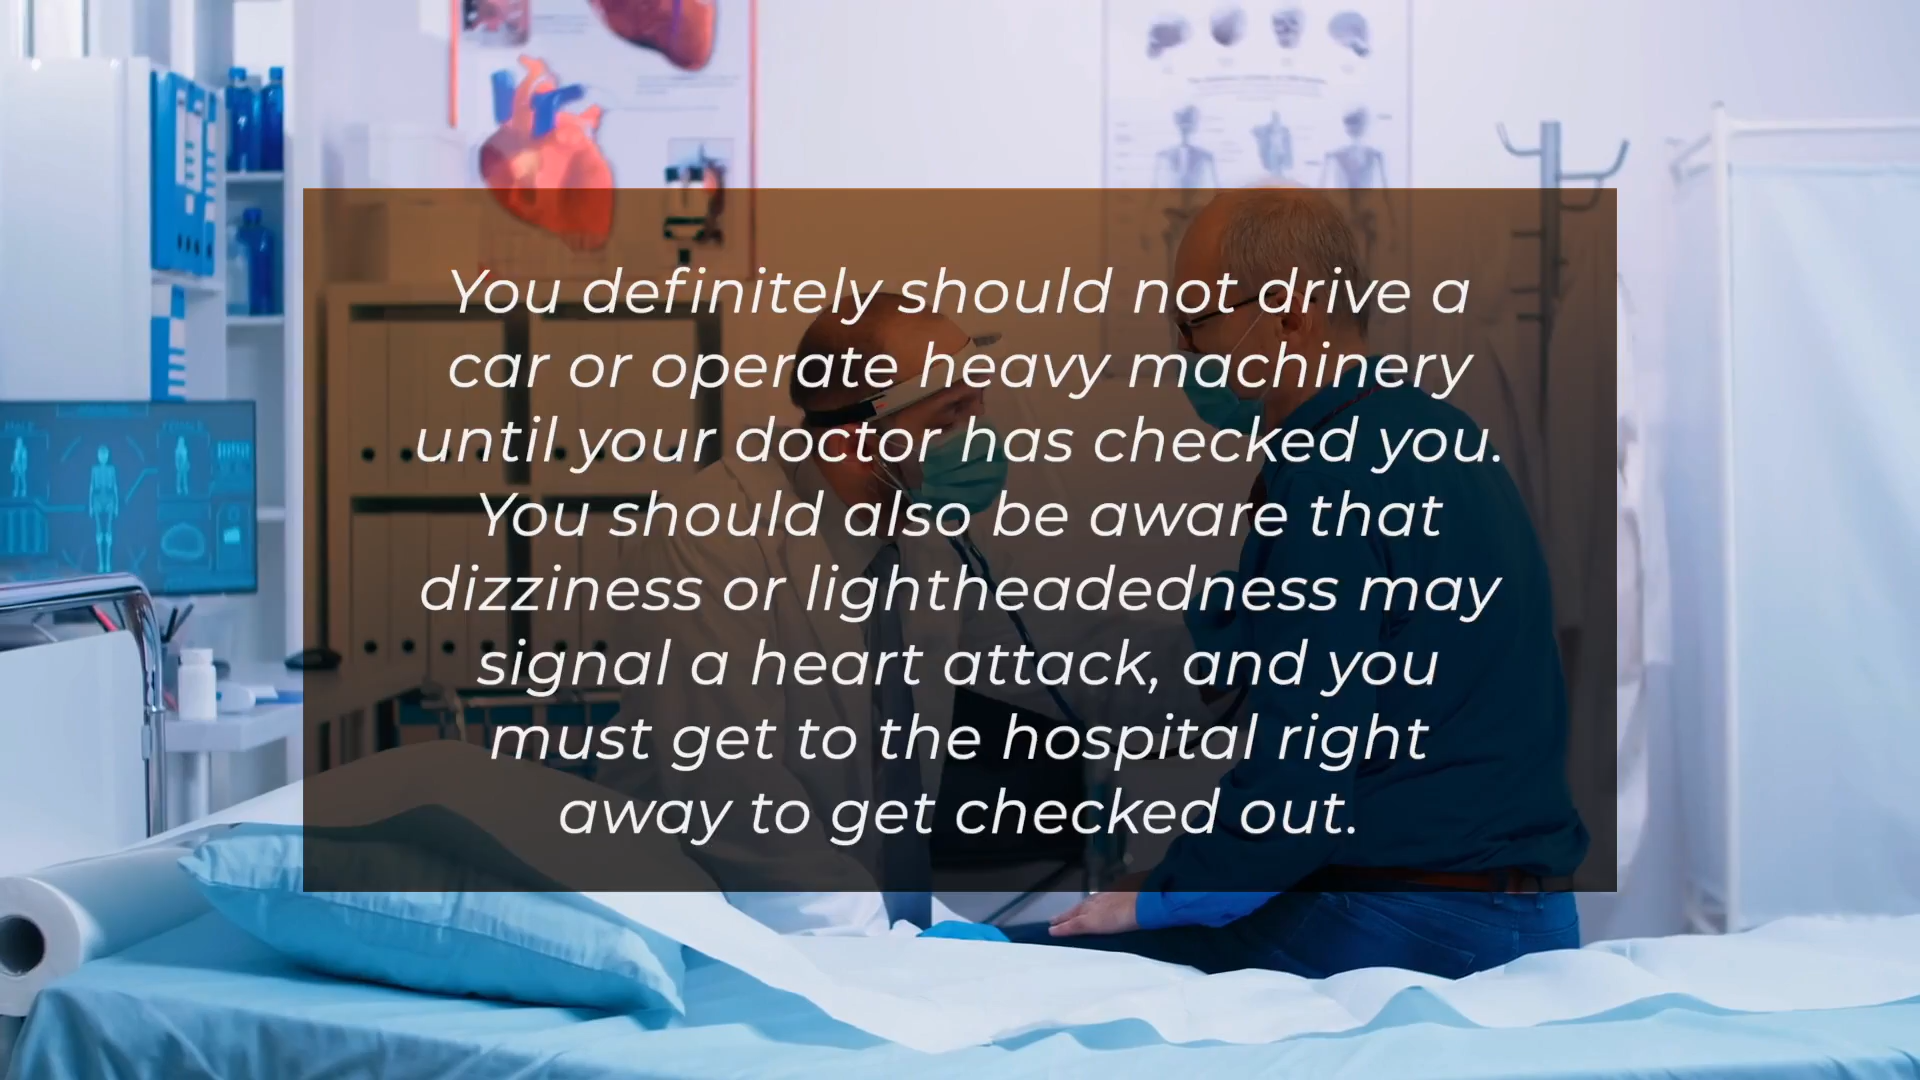 You definitely should not drive a
car or operate heavy machinery
until your doctor has checked you.
You should also be aware that
dizziness or lightheadedness may
signal a heart attack, and you
must get to the hospital right
away to get checked out.